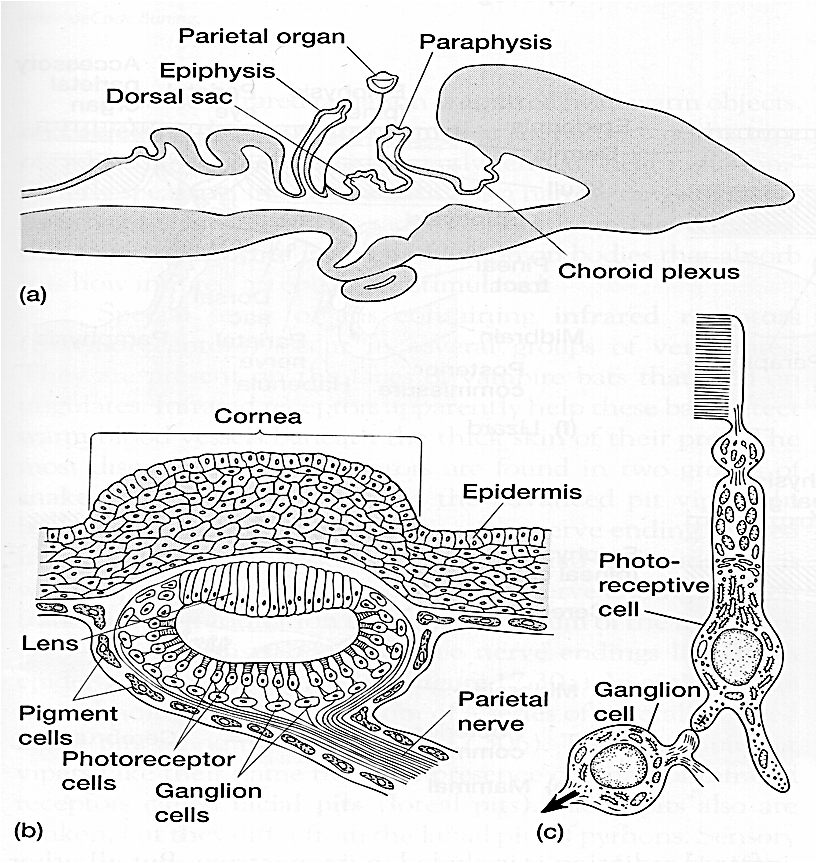 Parietal organ
Paraphysis
Epiphysis
Dorsal sac
Choroid plexus
(a)
Cornea
Epidermis
Lens
Pigment
cells
Photoreceptor
cells
Ganglion
cells
Parietal
nerve
(b)
Photo-
receptive
cell
Ganglion
cell
(c)